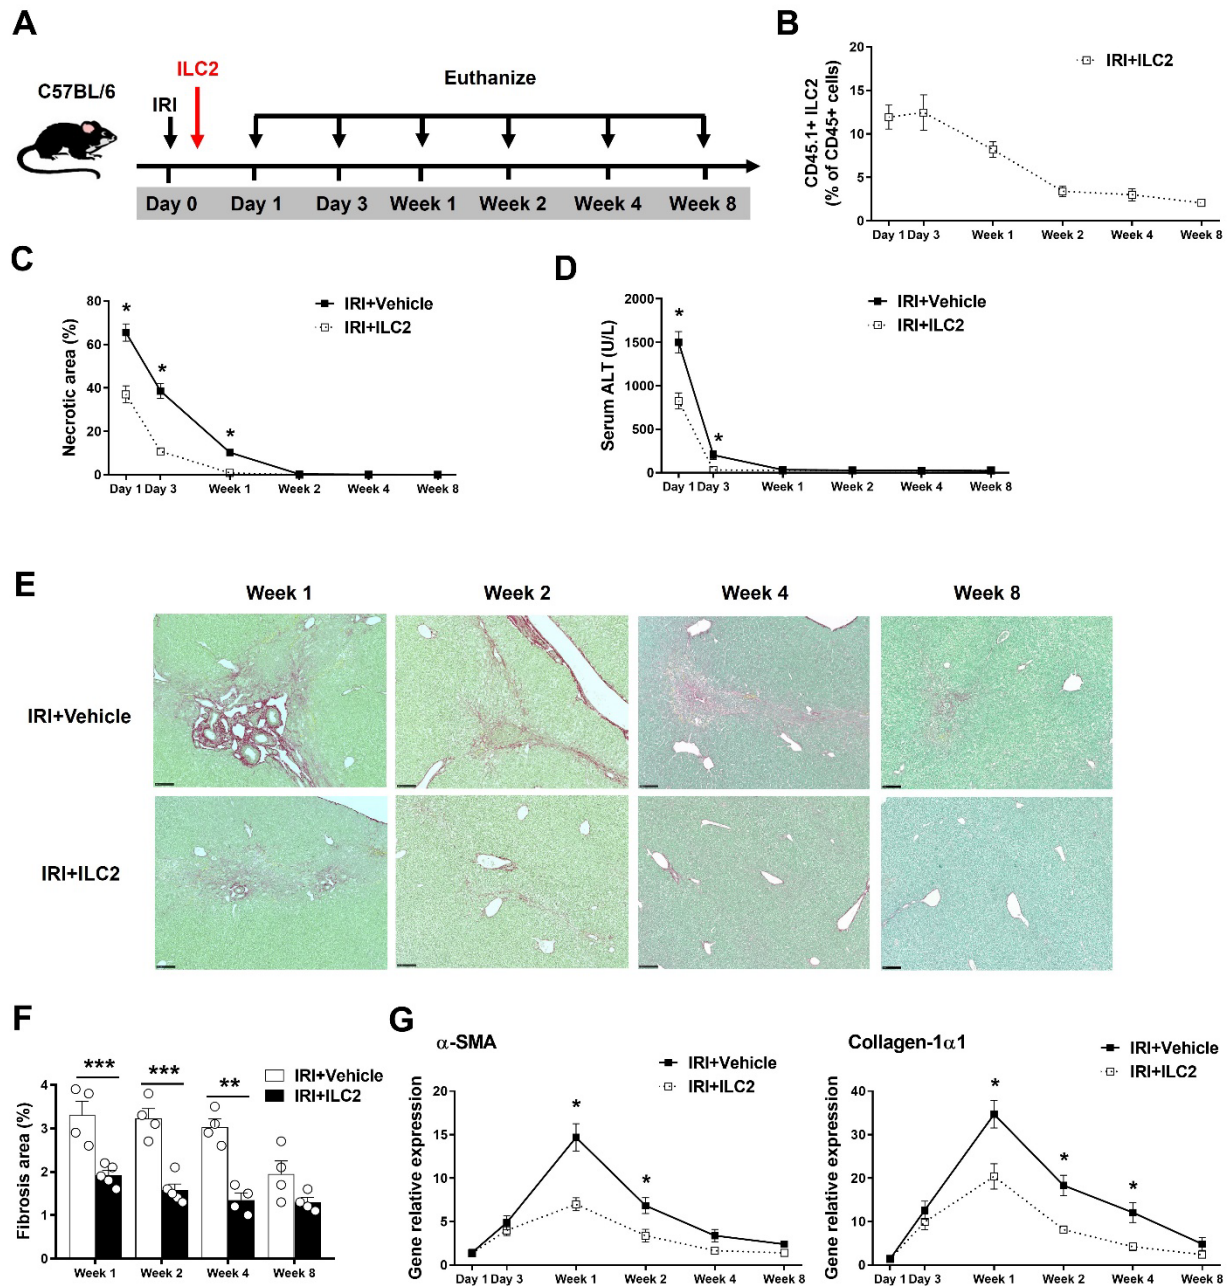 A
C57BL/6
IRI
ILC2
Euthanize
Day 0 Day 1 Day 3 Week 1 Week 2 Week 4 Week 8
B
CD45.1+ ILC2
(% of CD45+ cells)
20
15
10
5
0
IRI+ILC2
Day 1 Day 3 Week 1 Week 2 Week 4 Week 8
C
Necrotic area (%)
80
60
40
20
0
* * *
IRI+Vehicle
IRI+ILC2
Day 1 Day 3 Week 1 Week 2 Week 4 Week 8
D
Serum ALT (U/L)
2000
1500
1000
500
0
* *
IRI+Vehicle
IRI+ILC2
Day 1 Day 3 Week 1 Week 2 Week 4 Week 8
E
Week 1 Week 2 Week 4 Week 8
IRI+Vehicle
IRI+ILC2
F
Fibrosis area (%)
4
3
2
1
0
*** *** **
IRI+Vehicle
IRI+ILC2
Week 1 Week 2 Week 4 Week 8
G
α-SMA
Gene relative expression
20
15
10
5
0
* *
IRI+Vehicle
IRI+ILC2
Day 1 Day 3 Week 1 Week 2 Week 4 Week 8
Collagen-1α1
Gene relative expression
40
30
20
10
0
* * *
IRI+Vehicle
IRI+ILC2
Day 1 Day 3 Week 1 Week 2 Week 4 Week 8